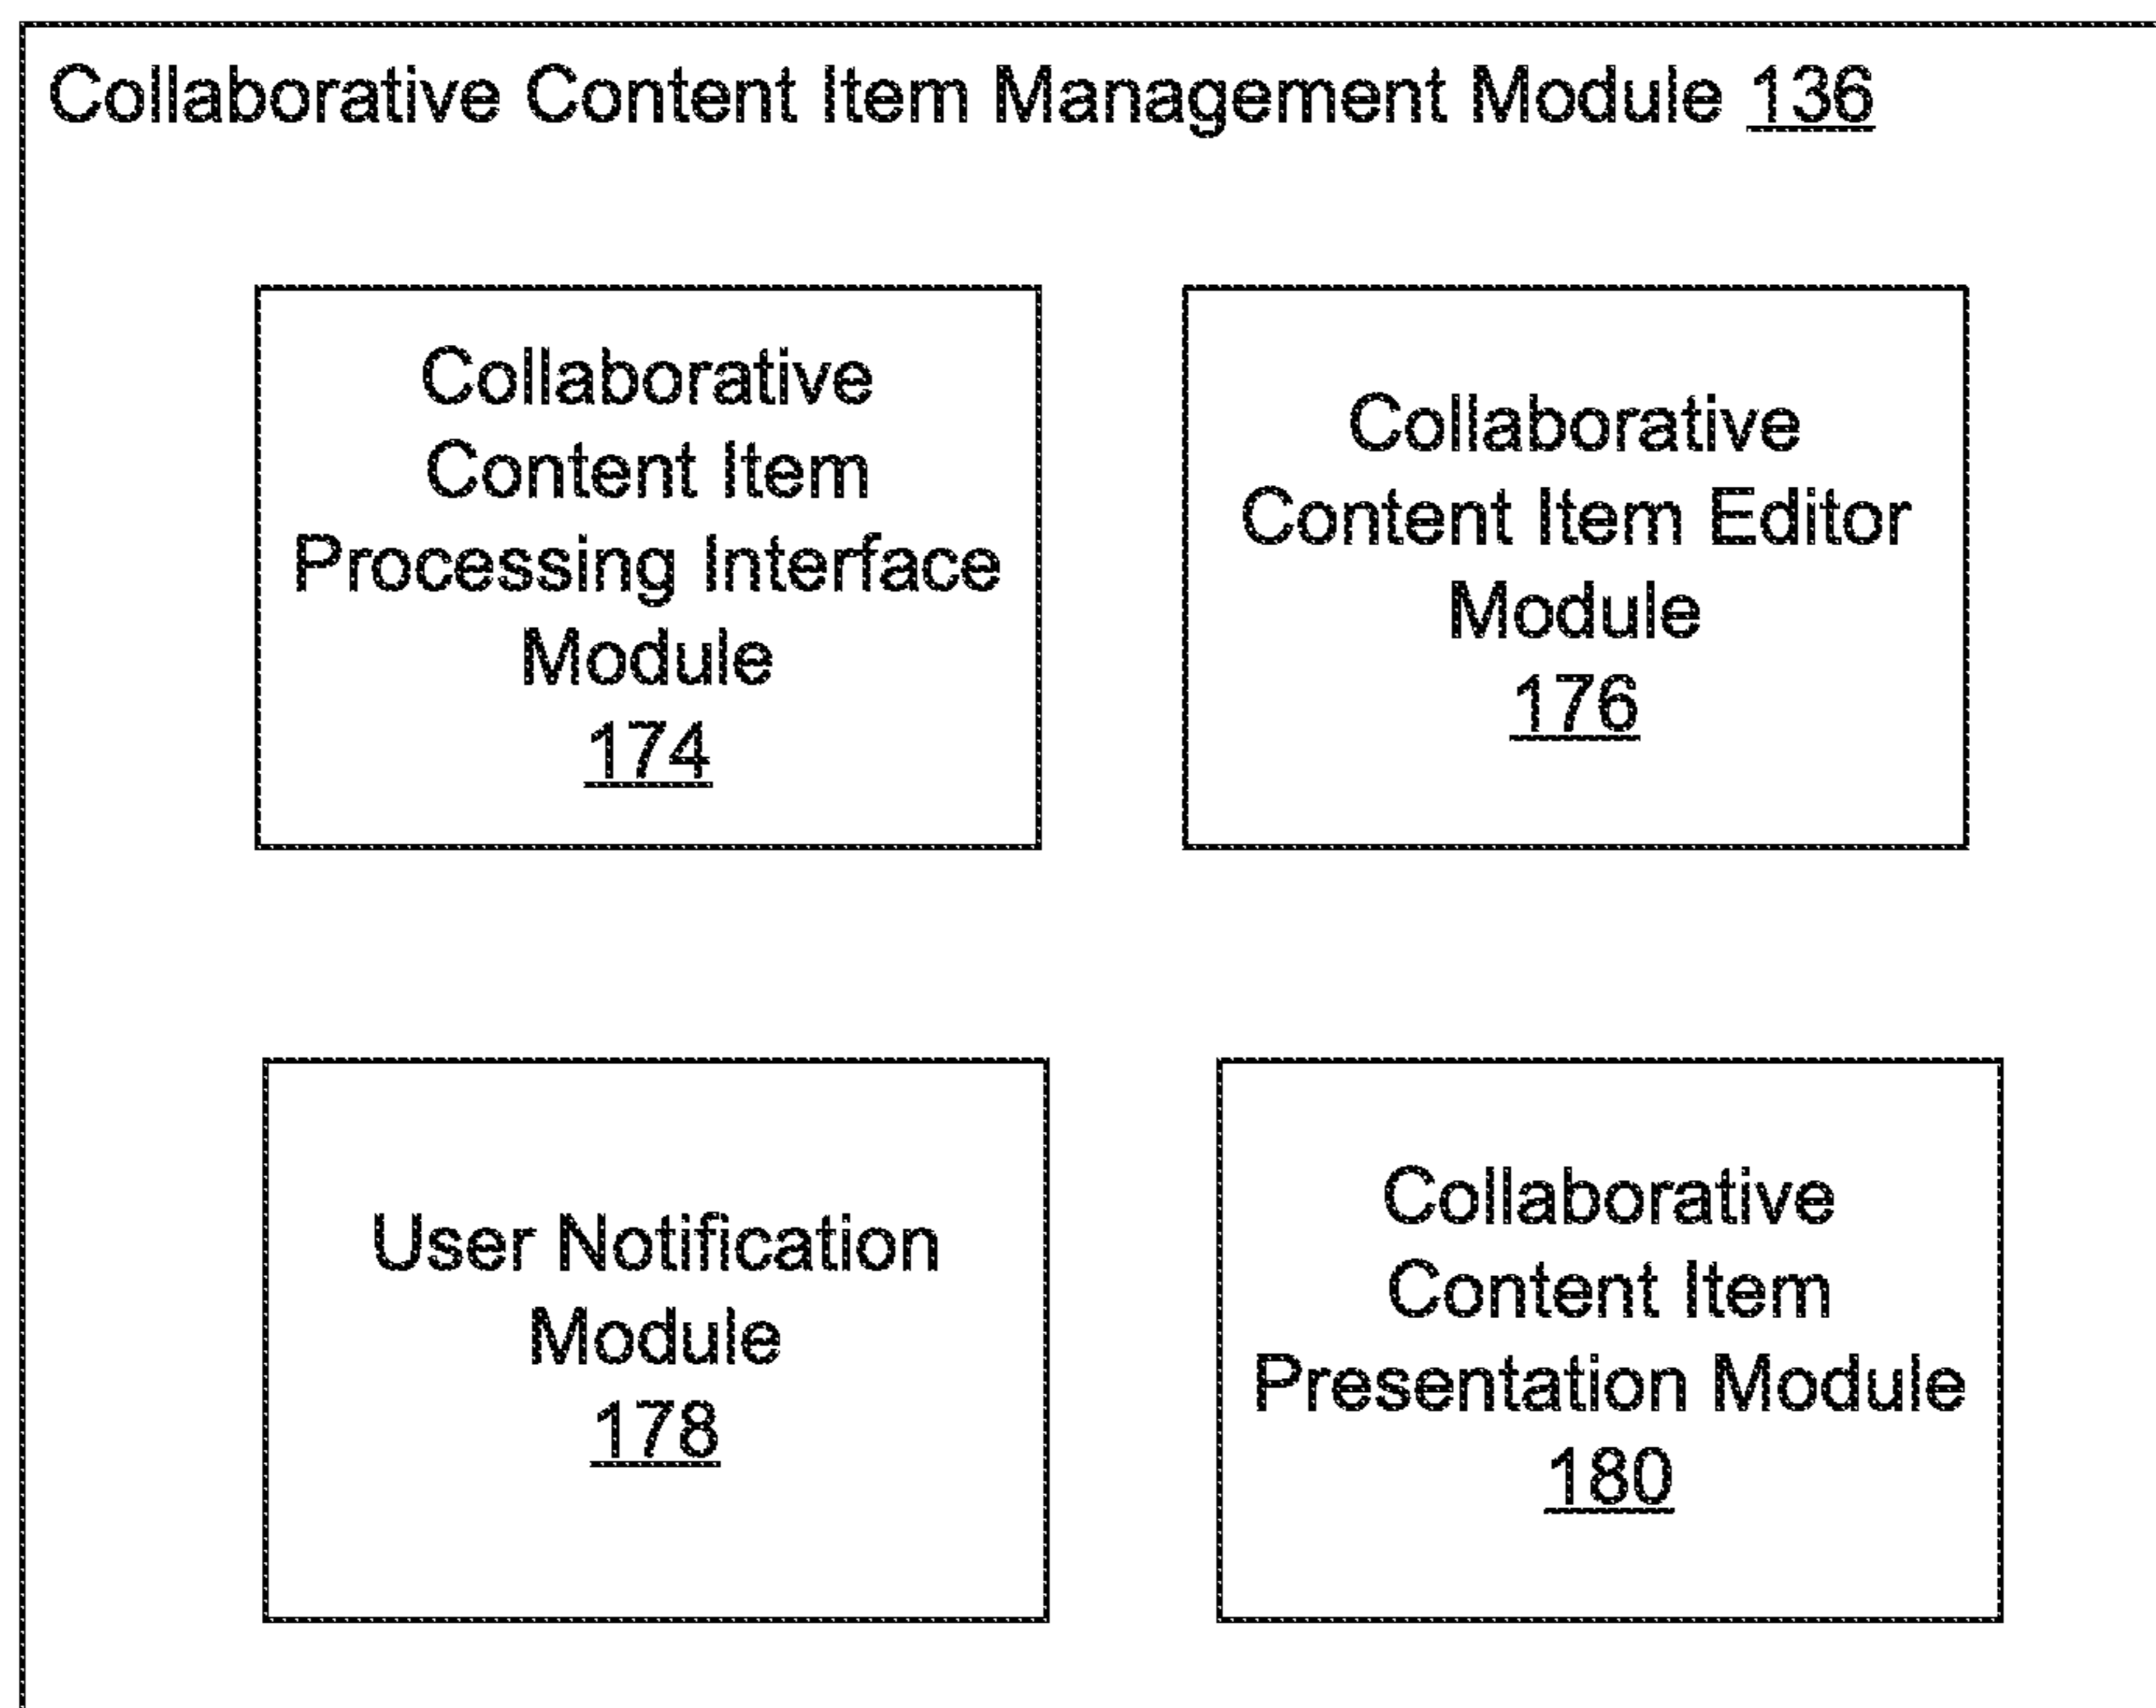 Collaborative Content Item Management Module 136
Collaborative
Content Item
Processing Interface
Module
174
Collaborative
Content Item Editor
Module
176
User Notification
Module
178
Collaborative
Content Item
Presentation Module
180